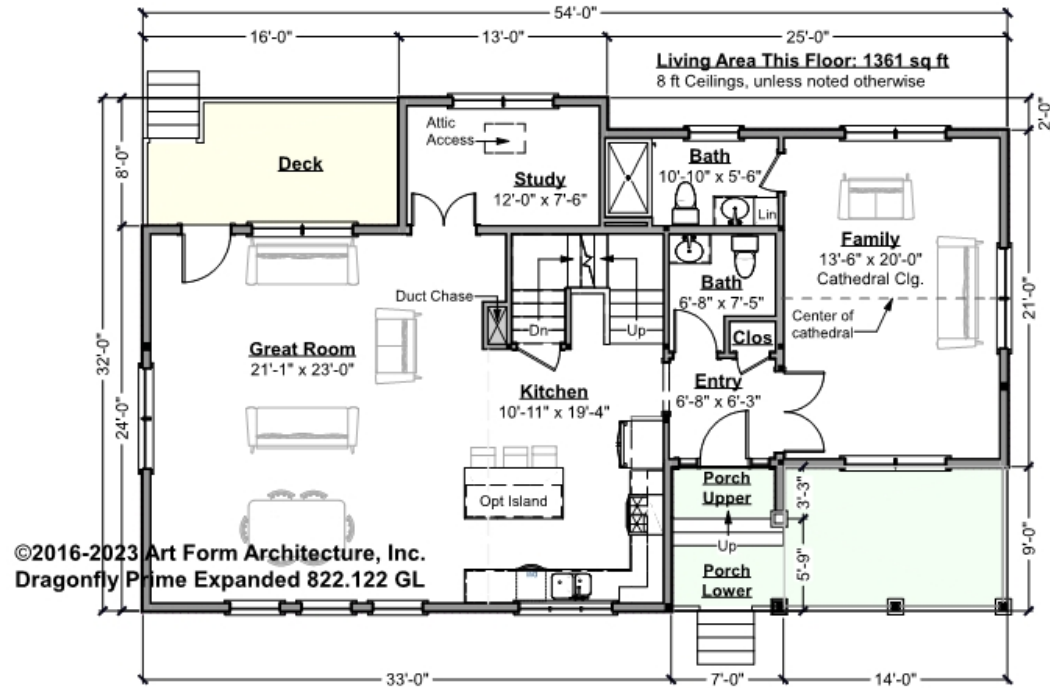 54'-0"
16'-0"
13'-0"
25'-0"
Living Area This Floor: 1361 sq ft
8 ft Ceilings, unless noted otherwise
2'-0"
Attic
Access
Deck
8'-0"
Study
12'-0" x 7'-6"
Bath
10'-10" x 5'-6"
Lin
Family
13'-6" x 20'-0"
Cathedral Clg.
Bath
6'-8" x 7'-5"
Duct Chase
Dn
Up
Center of
cathedral
Clos
21'-0"
32'-0"
24'-0"
Great Room
21'-1" x 23'-0"
Kitchen
10'-11" x 19'-4"
Entry
6'-8" x 6'-3"
Opt Island
Porch
Upper
Up
Porch
Lower
3'-3"
5'-9"
9'-0"
©2016-2023 Art Form Architecture, Inc.
Dragonfly Prime Expanded 822.122 GL
33'-0"
7'-0"
14'-0"